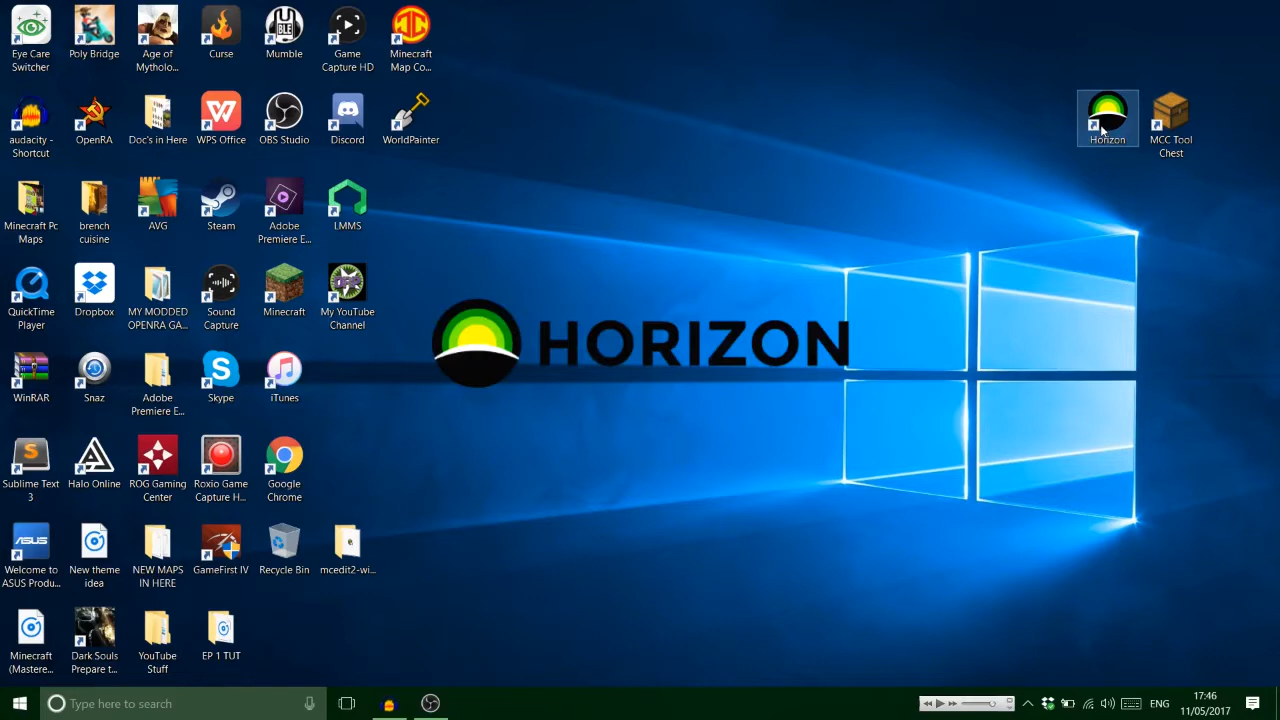 Eye Care
Switcher
Poly Bridge
Age of
Mytholo...
Curse
Mumble
Game
Capture HD
Minecraft
Map Co...
audacity -
Shortcut
OpenRA
Doc's in Here
WPS Office
OBS Studio
Discord
WorldPainter
Horizon
MCC Tool
Chest
Minecraft Pc
Maps
brench
cuisine
AVG
Steam
Adobe
Premiere E...
LMMS
QuickTime
Player
Dropbox
MY MODDED
OPENRA GA...
Sound
Capture
Minecraft
My YouTube
Channel
HORIZON
WinRAR
Snaz
Adobe
Premiere E...
Skype
iTunes
Sublime Text
3
Halo Online
ROG Gaming
Center
Roxio Game
Capture H...
Google
Chrome
Welcome to
ASUS Produ...
New theme
idea
NEW MAPS
IN HERE
GameFirst IV
Recycle Bin
mcedit2-wi...
Minecraft
(Mastere...
Dark Souls
Prepare t...
YouTube
Stuff
EP 1 TUT
Type here to search
ENG
17:46
11/05/2017